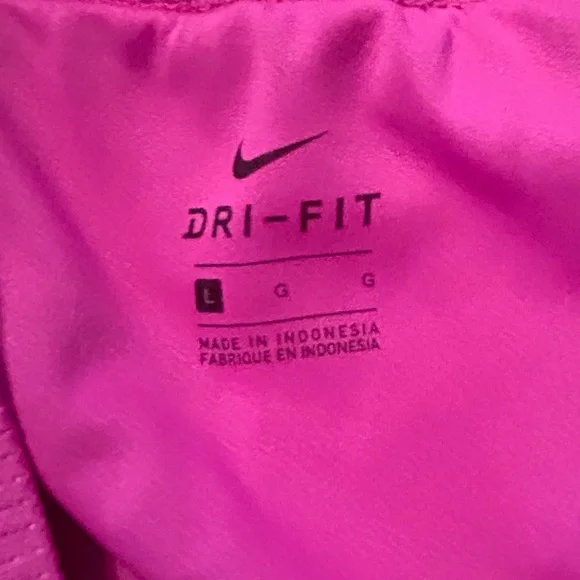 DRI-FIT
L G G
MADE IN INDONESIA
FABRIQUE EN INDONESIA